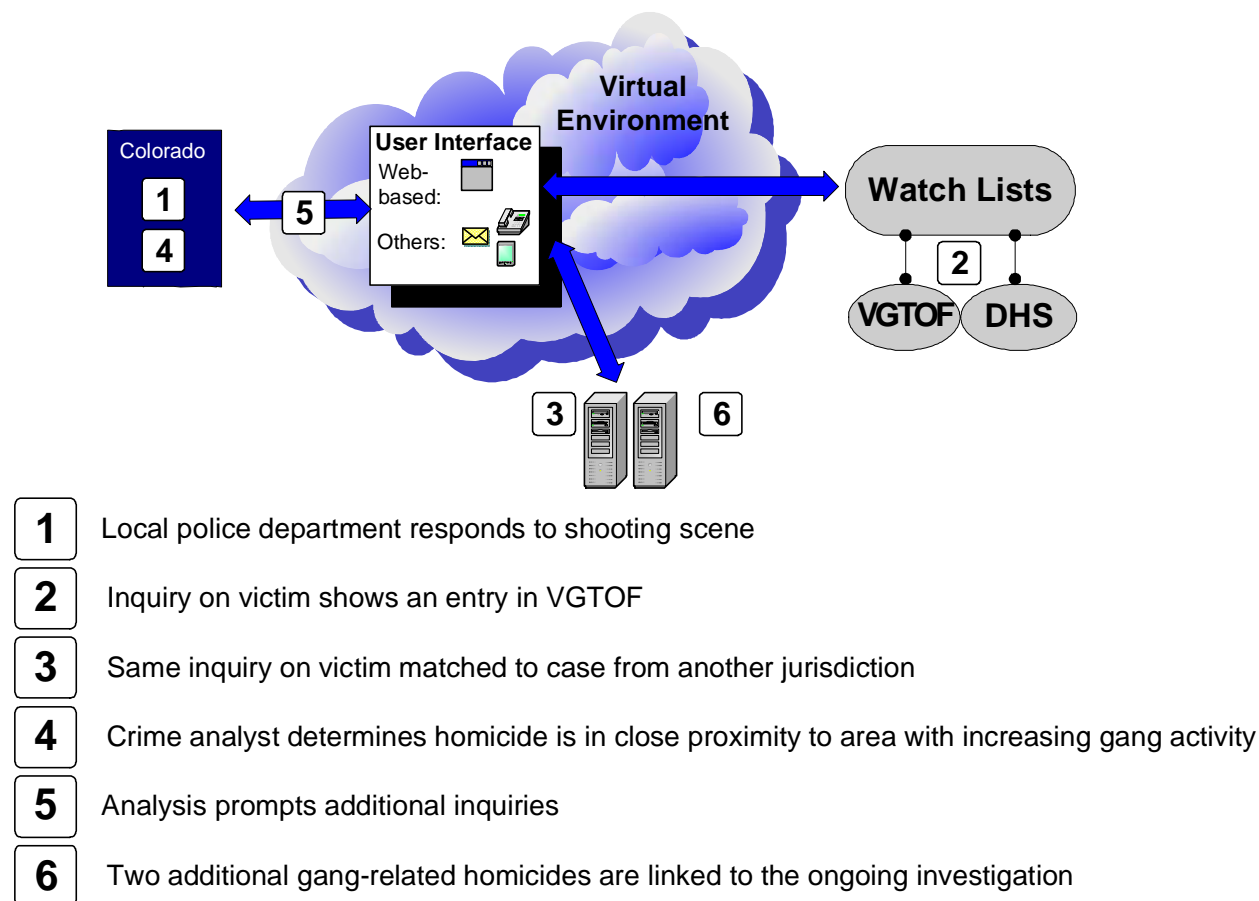 Virtual
Environment
Colorado
1
4
5
User Interface
Web-
based:
Others:
Watch Lists
2
VGTOF
DHS
3
6
1 Local police department responds to shooting scene
2 Inquiry on victim shows an entry in VGTOF
3 Same inquiry on victim matched to case from another jurisdiction
4 Crime analyst determines homicide is in close proximity to area with increasing gang activity
5 Analysis prompts additional inquiries
6 Two additional gang-related homicides are linked to the ongoing investigation